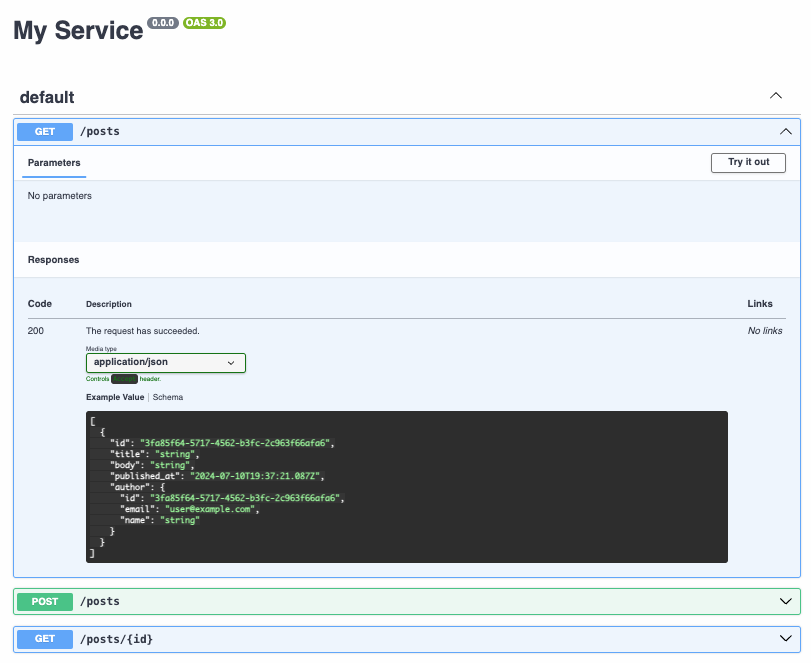 My Service 0.0.0 OAS 3.0
default
GET /posts
Parameters
Try it out
No parameters
Responses
Code Description Links
200 The request has succeeded. No links
Media type
application/json
Controls header.
Example Value | Schema
[
{
"id": "3fa85f64-5717-4562-b3fc-2c963f66afa6",
"title": "string",
"body": "string",
"published_at": "2024-07-10T19:37:21.087Z",
"author": {
"id": "3fa85f64-5717-4562-b3fc-2c963f66afa6",
"email": "user@example.com",
"name": "string"
}
}
]
POST /posts
GET /posts/{id}